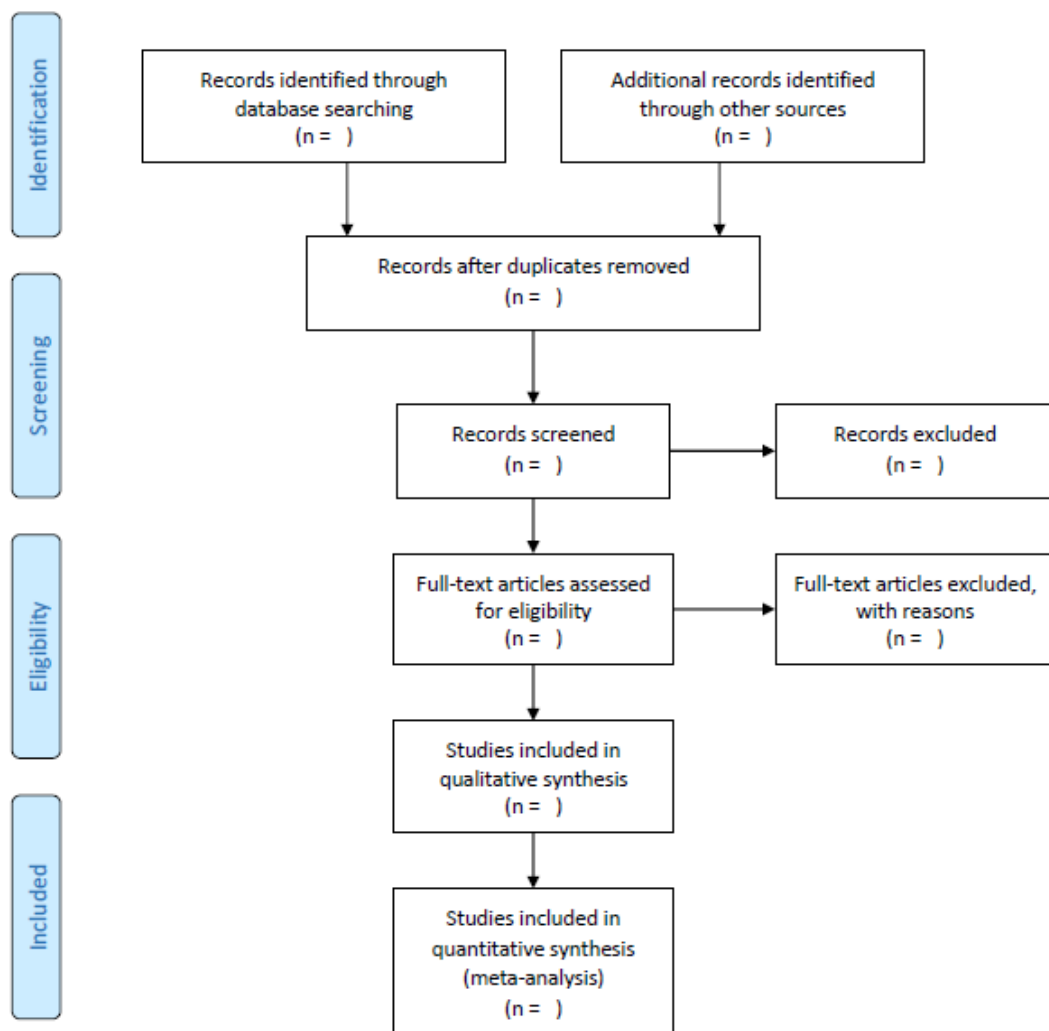 Identification
Records identified through
database searching
(n =   )
Additional records identified
through other sources
(n =   )
Records after duplicates removed
(n =   )
Screening
Records screened
(n =   )
Records excluded
(n =   )
Eligibility
Full-text articles assessed
for eligibility
(n =   )
Full-text articles excluded,
with reasons
(n =   )
Studies included in
qualitative synthesis
(n =   )
Included
Studies included in
quantitative synthesis
(meta-analysis)
(n =   )